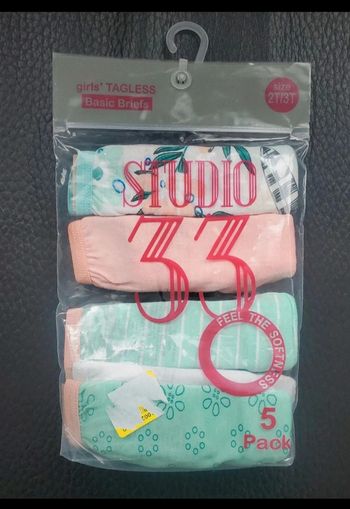 girls' TAGLESS
Basic Briefs
size
2T/3T
STUDIO
33
FEEL THE SOFTNESS
5
Pack